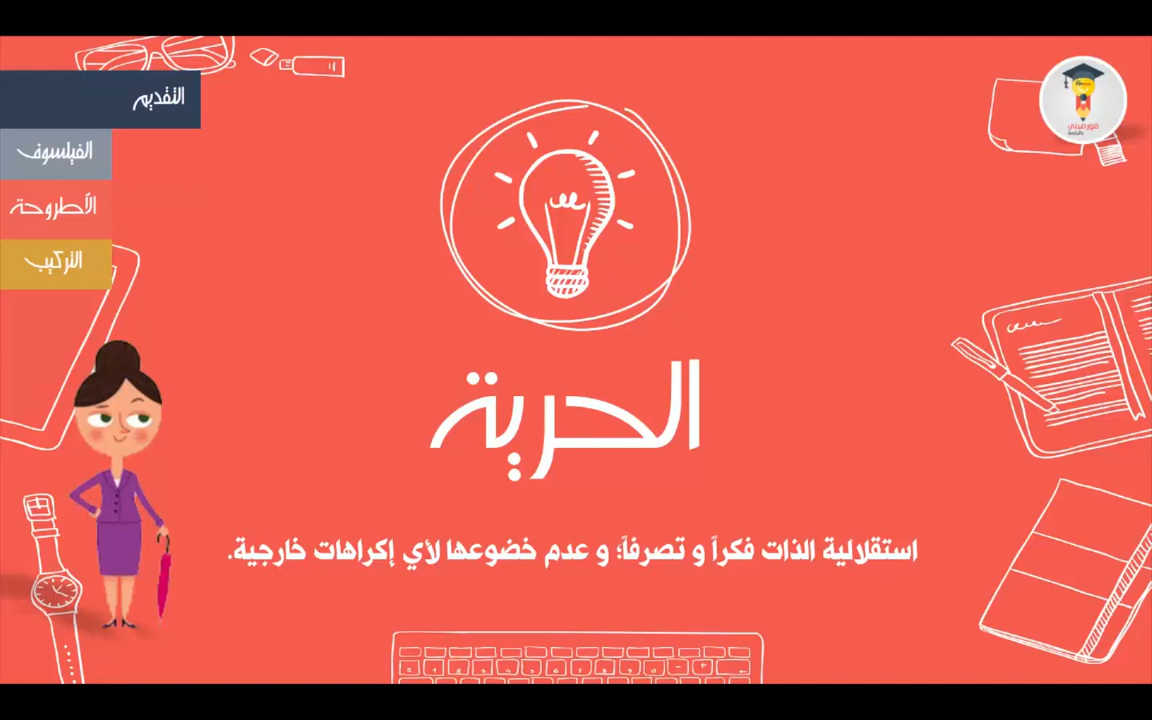 التقديم
الفيلسوف
الأطروحة
التركيب
الحرية
استقلالية الذات فكراً و تصرفاً؛ و عدم خضوعها لأي إكراهات خارجية.